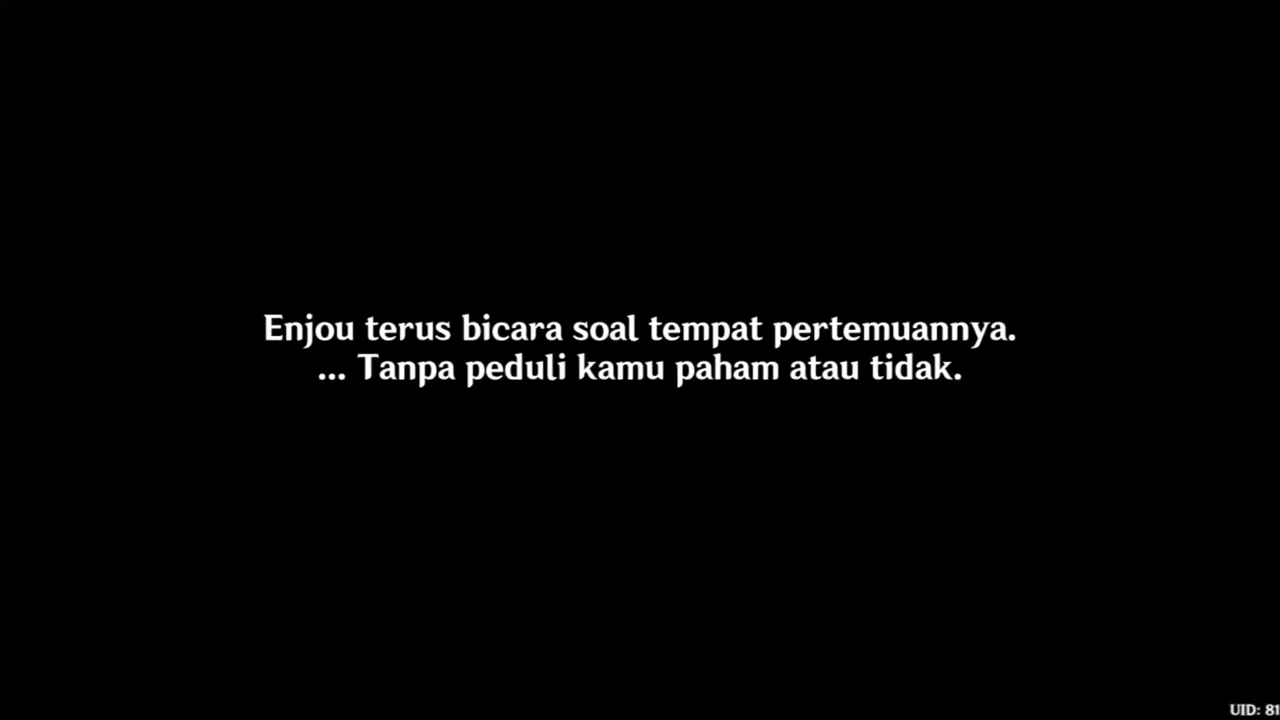 Enjou terus bicara soal tempat pertemuannya.
... Tanpa peduli kamu paham atau tidak.
UID: 81